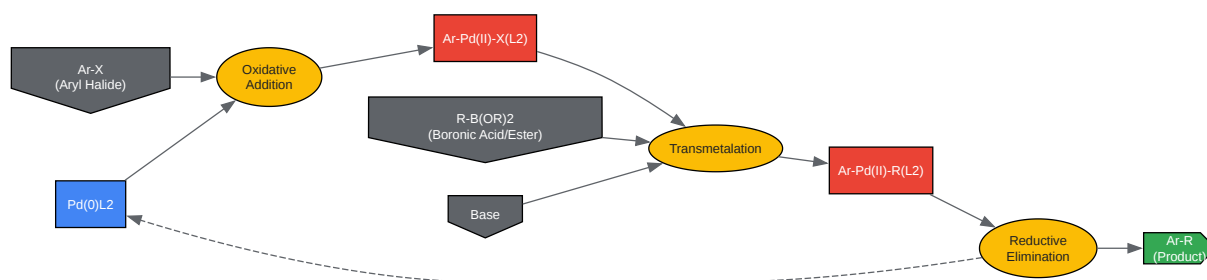 Ar-Pd(II)-X(L2)
Ar-X
(Aryl Halide)
Oxidative
Addition
R-B(OR)2
(Boronic Acid/Ester)
Transmetalation
Ar-Pd(II)-R(L2)
Pd(0)L2
Base
Reductive
Elimination
Ar-R
(Product)